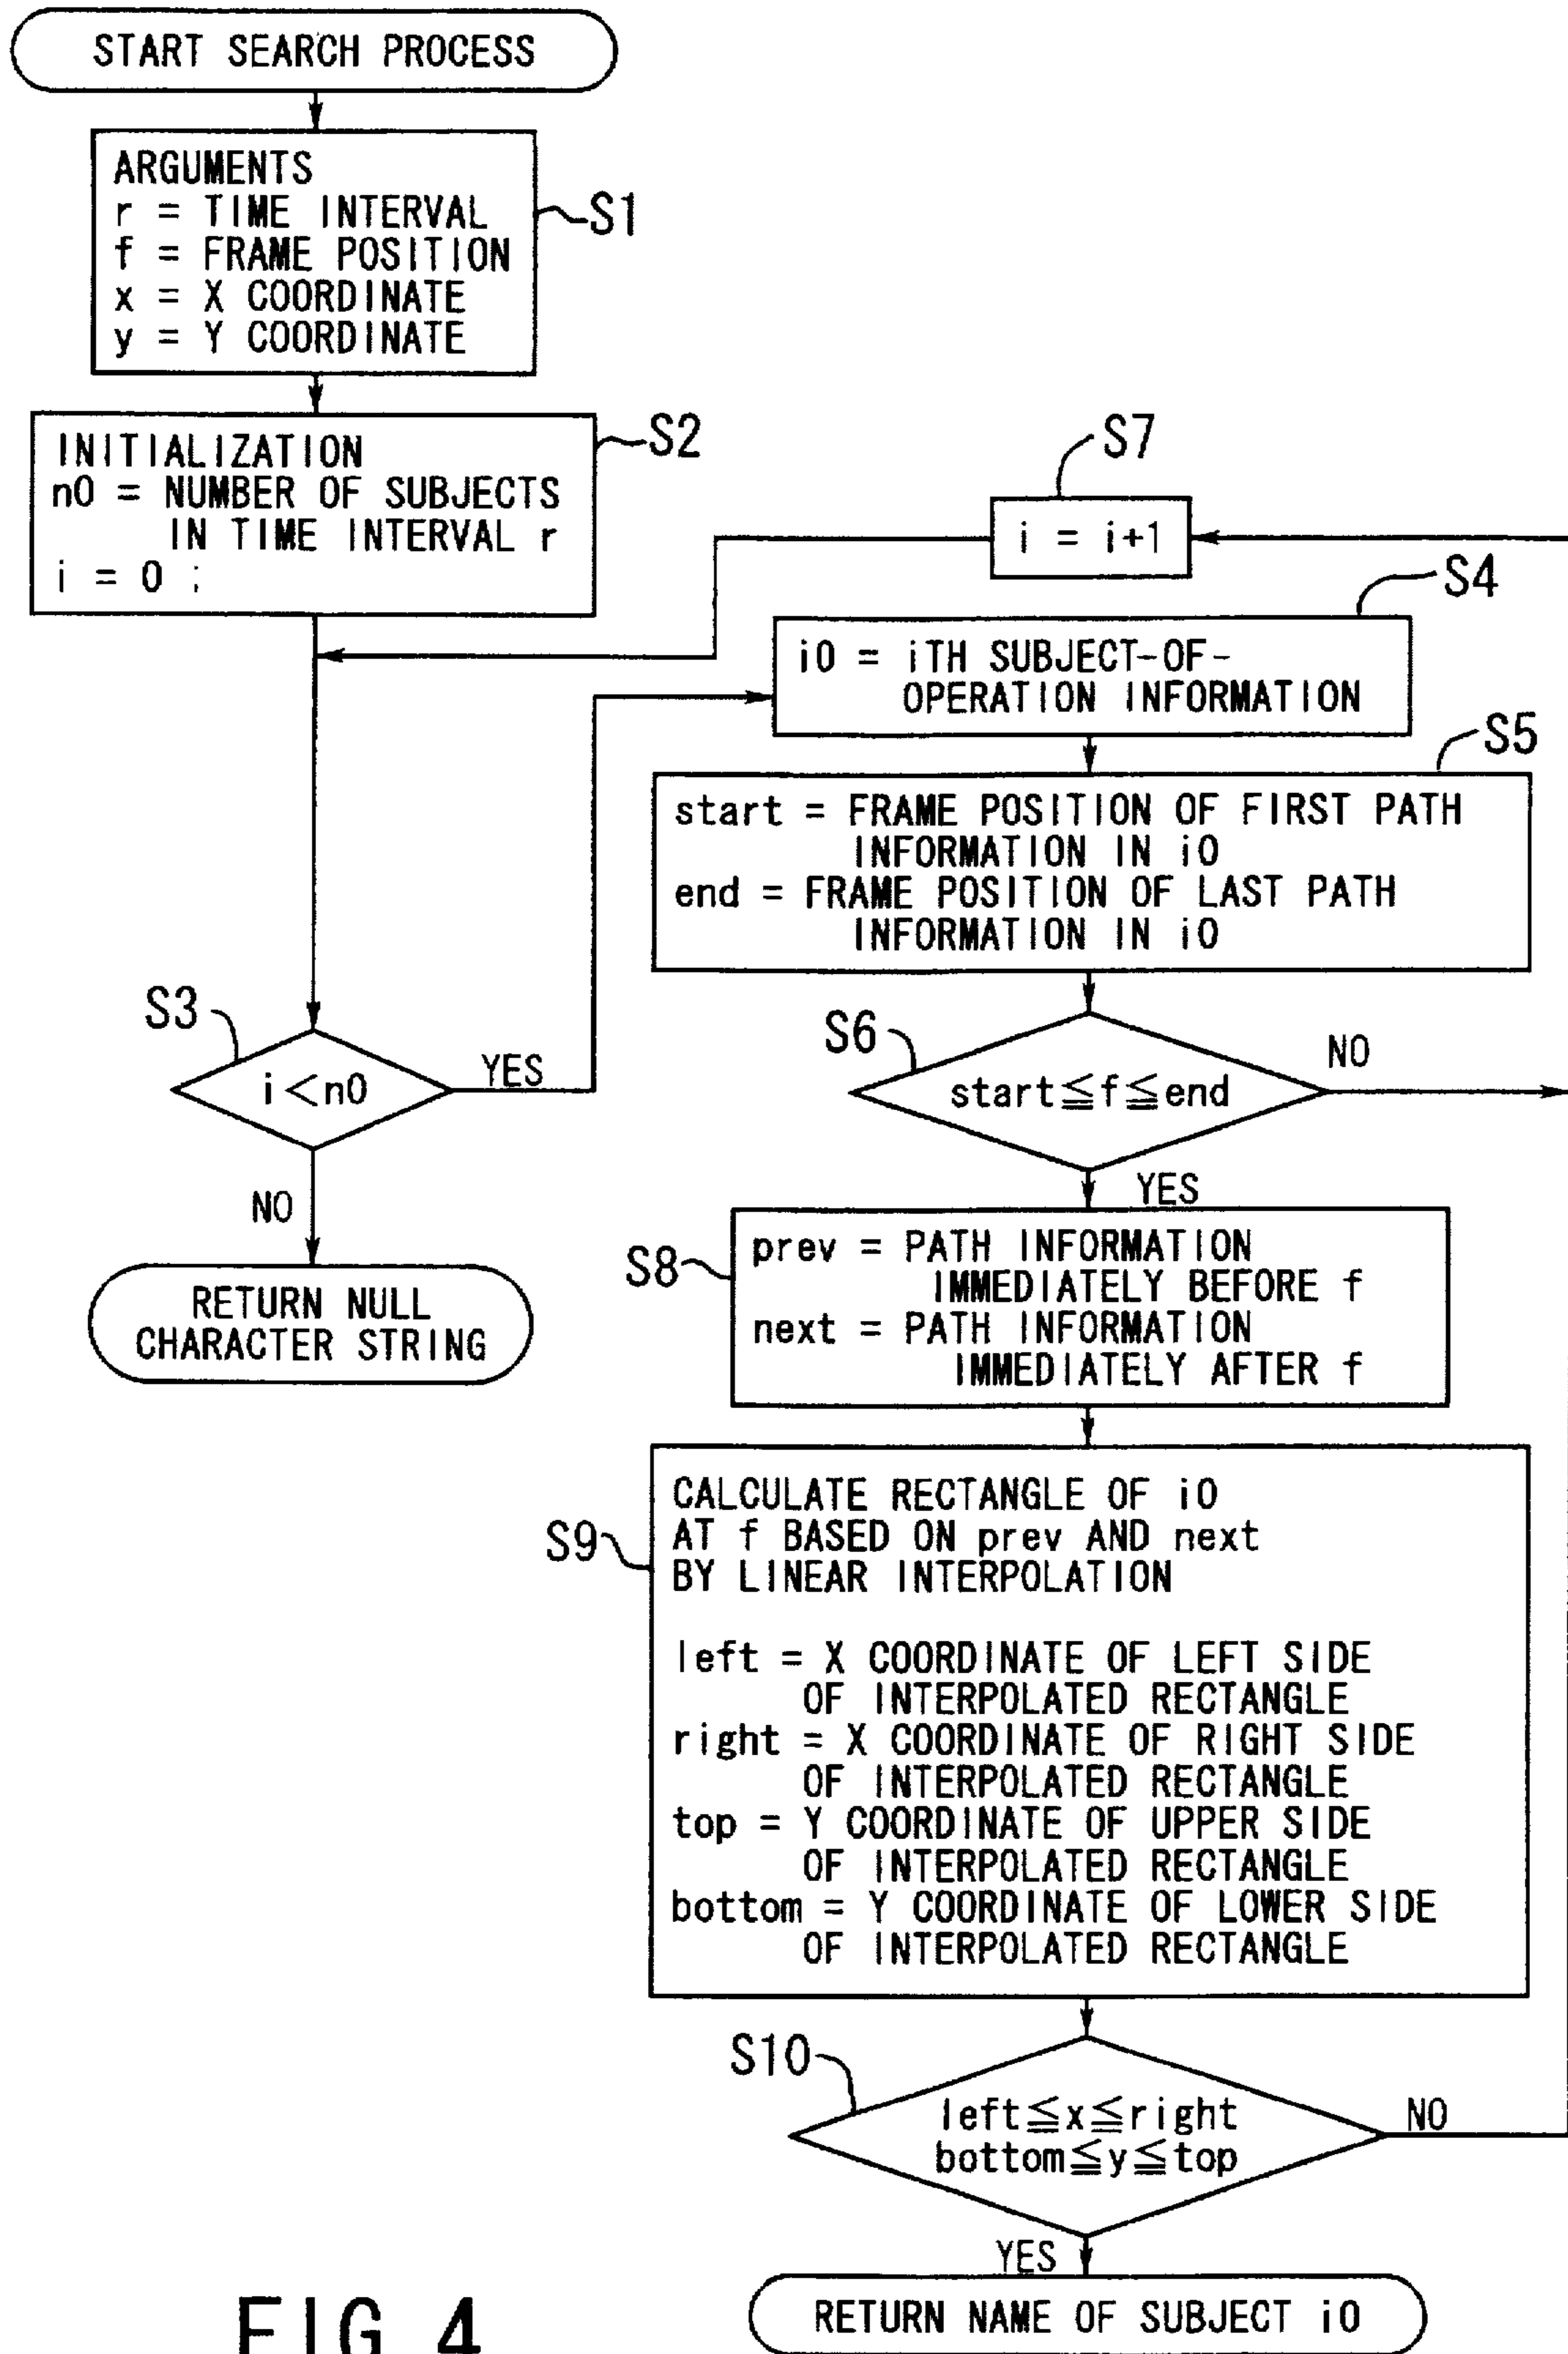 START SEARCH PROCESS
ARGUMENTS
r = TIME INTERVAL
f = FRAME POSITION
x = X COORDINATE
y = Y COORDINATE
S1
INITIALIZATION
n0 = NUMBER OF SUBJECTS
IN TIME INTERVAL r
i = 0 ;
S2
S3
i<n0
YES
NO
RETURN NULL
CHARACTER STRING
S7
i = i+1
S4
i0 = iTH SUBJECT-OF-
OPERATION INFORMATION
S5
start = FRAME POSITION OF FIRST PATH
INFORMATION IN i0
end = FRAME POSITION OF LAST PATH
INFORMATION IN i0
S6
start≦f≦end
NO
YES
S8
prev = PATH INFORMATION
IMMEDIATELY BEFORE f
next = PATH INFORMATION
IMMEDIATELY AFTER f
S9
CALCULATE RECTANGLE OF i0
AT f BASED ON prev AND next
BY LINEAR INTERPOLATION
left = X COORDINATE OF LEFT SIDE
OF INTERPOLATED RECTANGLE
right = X COORDINATE OF RIGHT SIDE
OF INTERPOLATED RECTANGLE
top = Y COORDINATE OF UPPER SIDE
OF INTERPOLATED RECTANGLE
bottom = Y COORDINATE OF LOWER SIDE
OF INTERPOLATED RECTANGLE
S10
left≦x≦right
bottom≦y≦top
NO
YES
RETURN NAME OF SUBJECT i0
FIG. 4